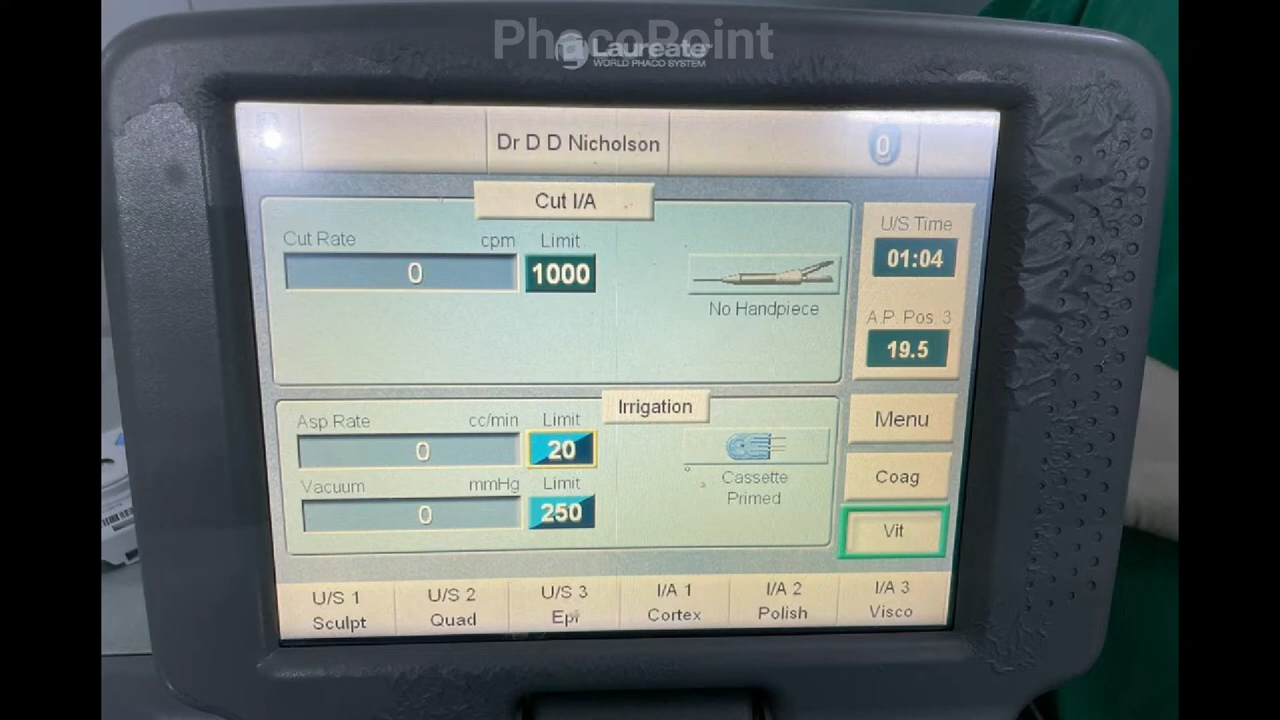 PhacoPoint
Laureate
WORLD PHACO SYSTEM
Dr D D Nicholson
0
Cut I/A
Cut Rate cpm Limit
0 1000
No Handpiece
U/S Time
01:04
A.P. Pos. 3
19.5
Irrigation
Asp Rate cc/min Limit
0 20
Vacuum mmHg Limit
0 250
Cassette
Primed
Menu
Coag
Vit
U/S 1
Sculpt
U/S 2
Quad
U/S 3
Epi
I/A 1
Cortex
I/A 2
Polish
I/A 3
Visco